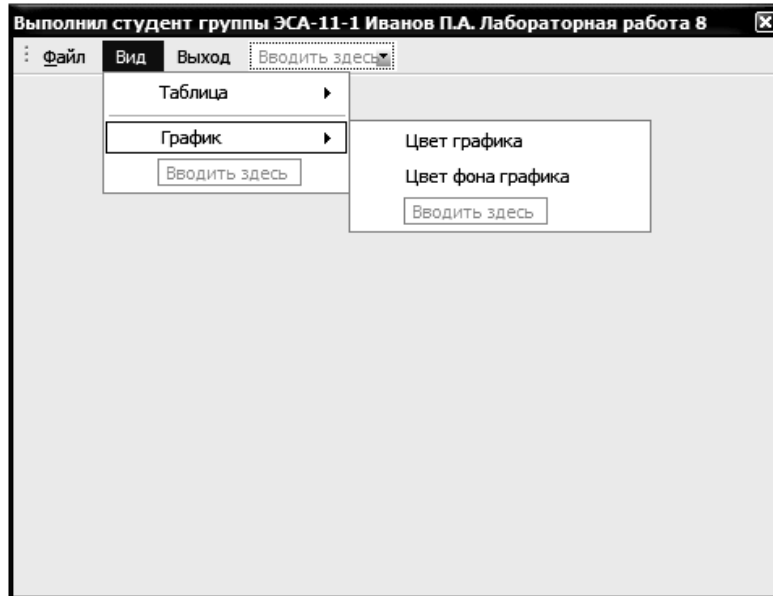 Выполнил студент группы ЭСА-11-1 Иванов П.А. Лабораторная работа 8
Файл Вид Выход Вводить здесь
Таблица
График
Вводить здесь
Цвет графика
Цвет фона графика
Вводить здесь